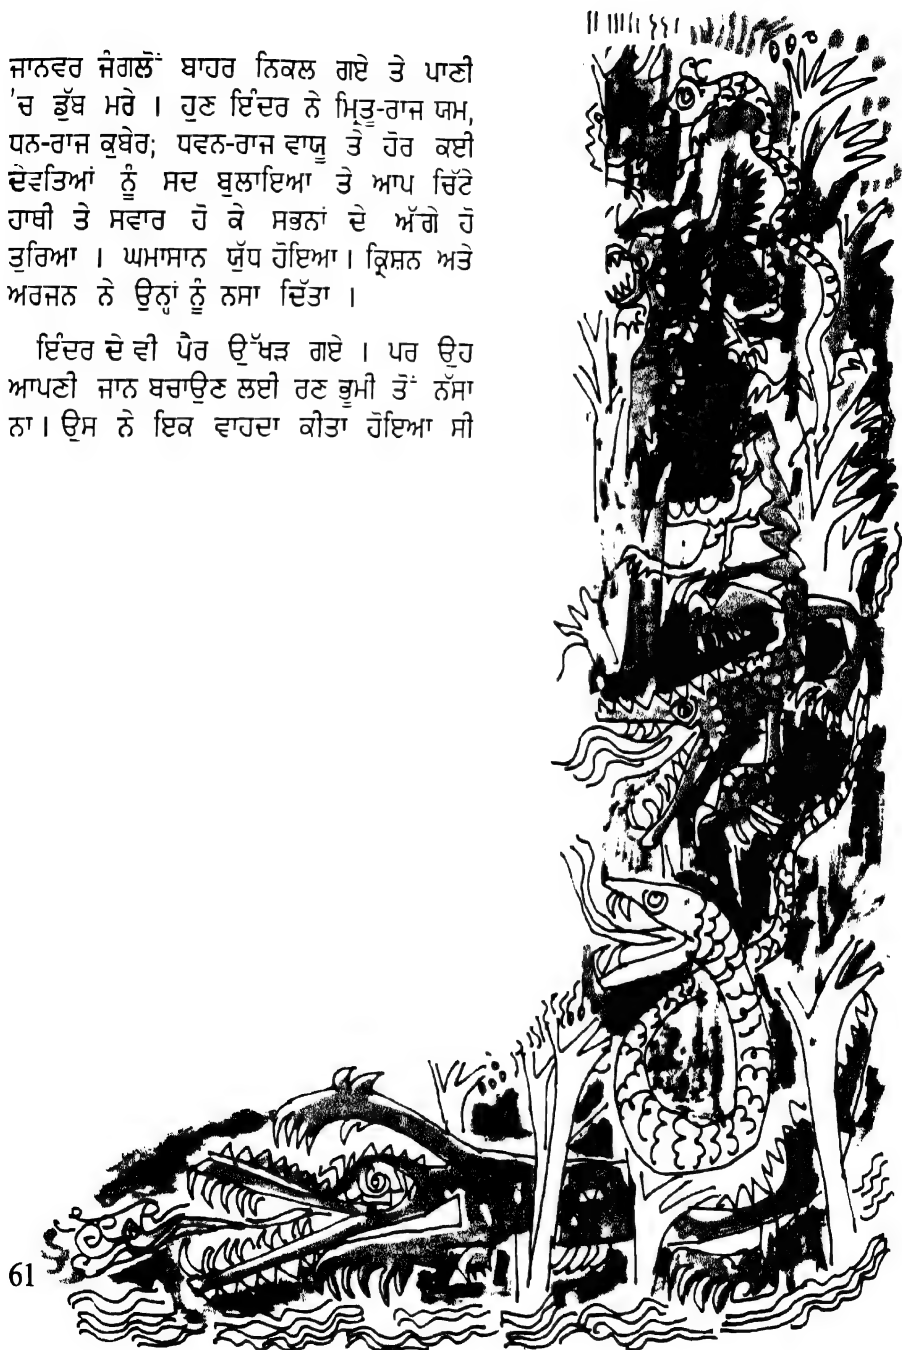 ਜਾਨਵਰ ਜੰਗਲੋਂ ਬਾਹਰ ਨਿਕਲ ਗਏ ਤੇ ਪਾਣੀ
'ਚ ਡੁੱਬ ਮਰੇ । ਹੁਣ ਇੰਦਰ ਨੇ ਮ੍ਰਿਤੂ-ਰਾਜ ਯਮ,
ਧਨ-ਰਾਜ ਕੁਬੇਰ; ਧਵਨ-ਰਾਜ ਵਾਯੂ ਤੇ ਹੋਰ ਕਈ
ਦੇਵਤਿਆਂ ਨੂੰ ਸਦ ਬੁਲਾਇਆ ਤੇ ਆਪ ਚਿੱਟੇ
ਹਾਥੀ ਤੇ ਸਵਾਰ ਹੋ ਕੇ ਸਭਨਾਂ ਦੇ ਅੱਗੇ ਹੋ
ਤੁਰਿਆ । ਘਮਾਸਾਨ ਯੁੱਧ ਹੋਇਆ । ਕ੍ਰਿਸ਼ਨ ਅਤੇ
ਅਰਜਨ ਨੇ ਉਨ੍ਹਾਂ ਨੂੰ ਨਸਾ ਦਿੱਤਾ ।
ਇੰਦਰ ਦੇ ਵੀ ਪੈਰ ਉੱਖੜ ਗਏ । ਪਰ ਉਹ
ਆਪਣੀ ਜਾਨ ਬਚਾਉਣ ਲਈ ਰਣ ਭੂਮੀ ਤੋਂ ਨੱਸਾ
ਨਾ । ਉਸ ਨੇ ਇਕ ਵਾਹਦਾ ਕੀਤਾ ਹੋਇਆ ਸੀ
61